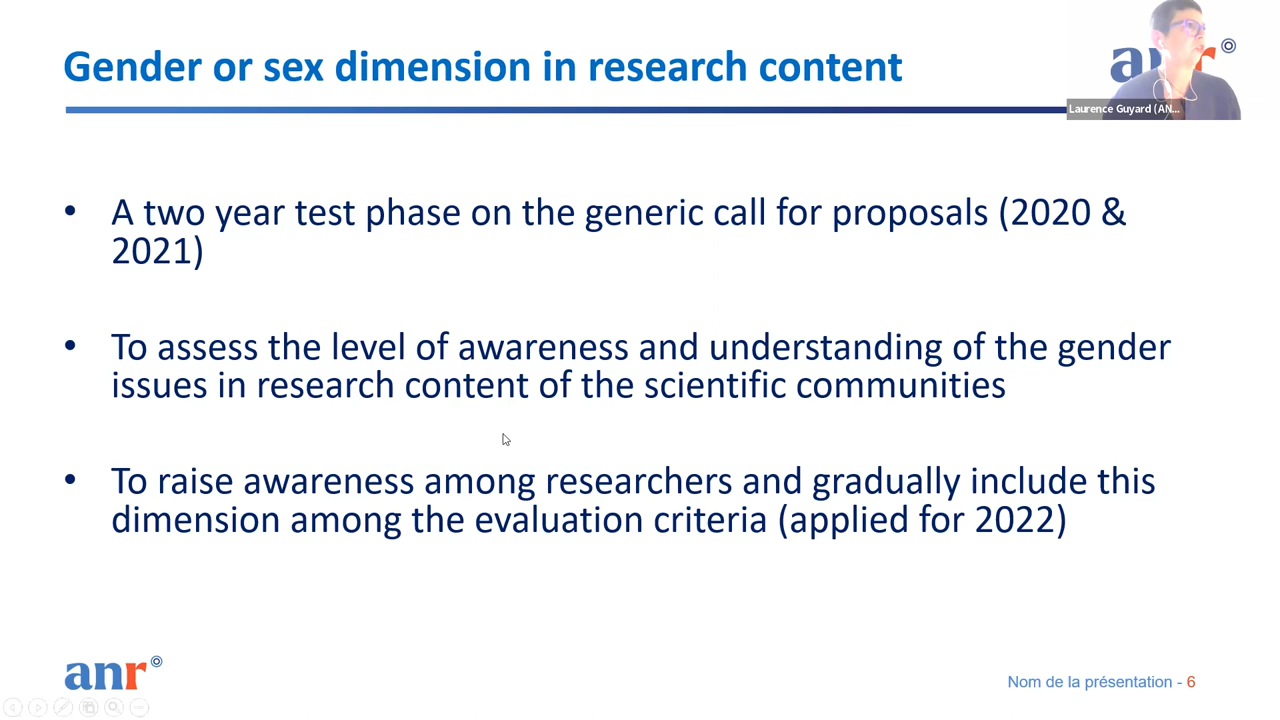 Gender or sex dimension in research content
Laurence Guyard (AN...
• A two year test phase on the generic call for proposals (2020 &
2021)
• To assess the level of awareness and understanding of the gender
issues in research content of the scientific communities
• To raise awareness among researchers and gradually include this
dimension among the evaluation criteria (applied for 2022)
anr
Nom de la présentation - 6